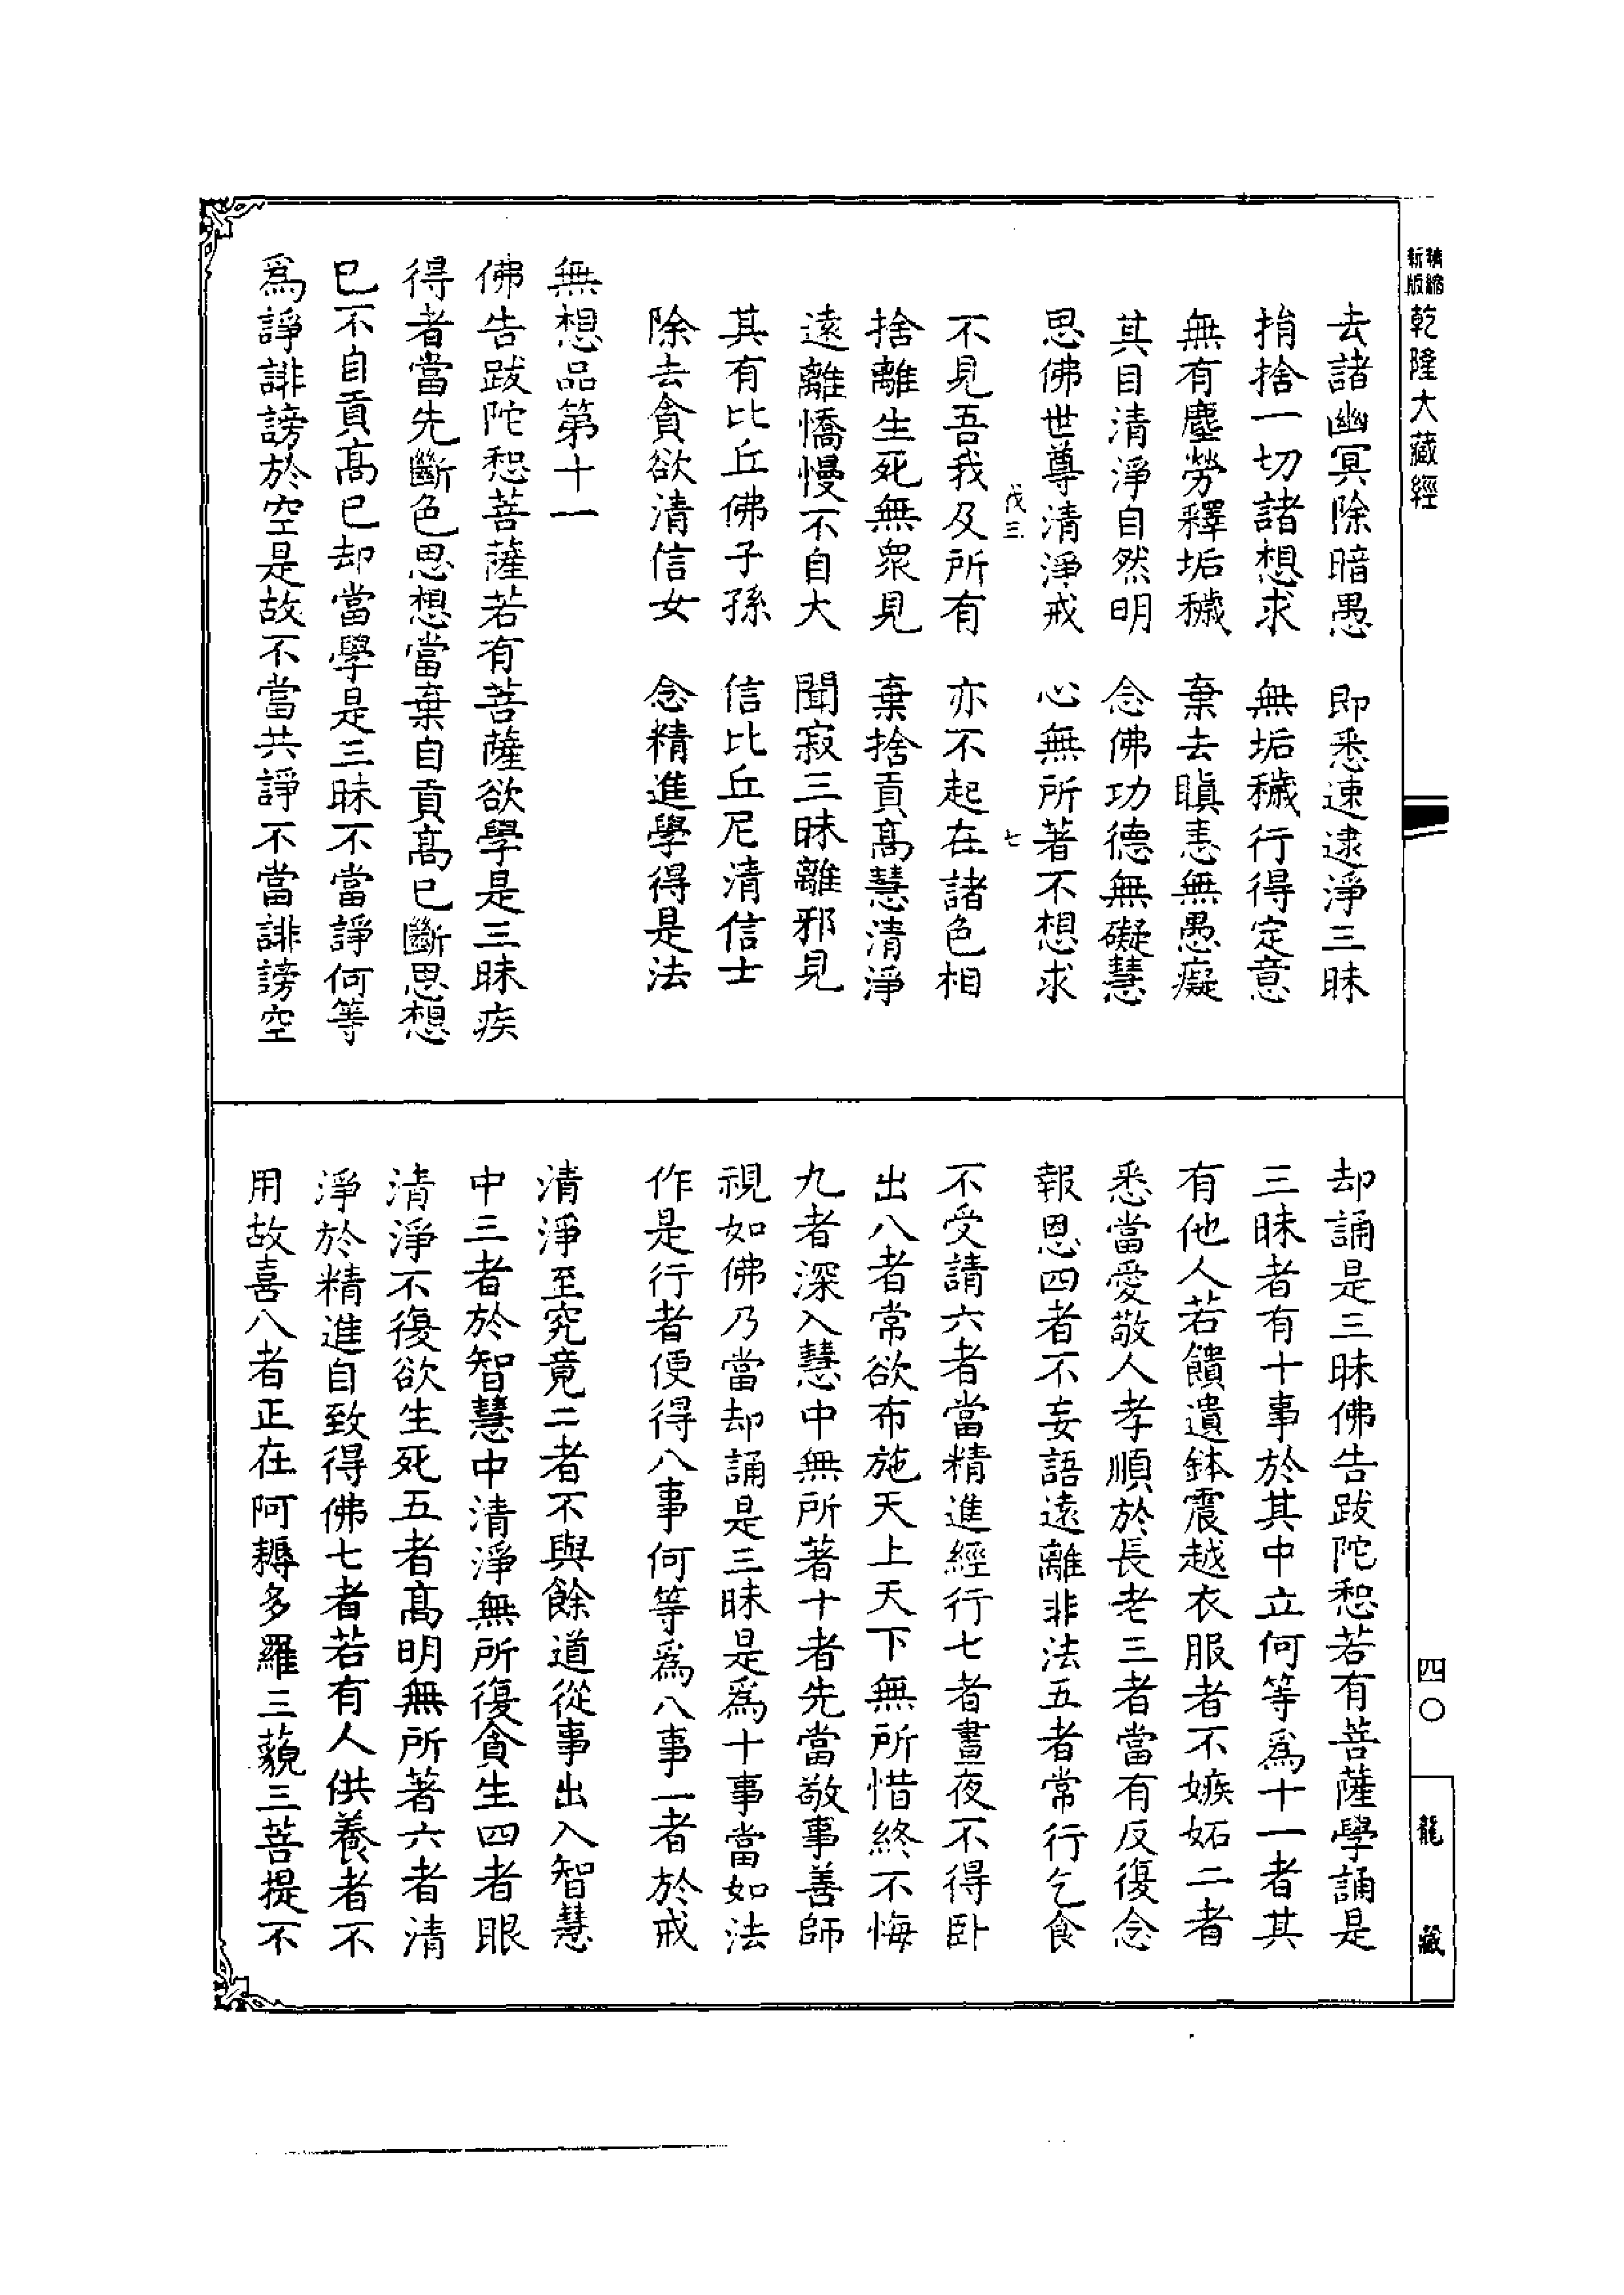 精縮
新版
乾隆大藏經
四〇
龍藏
去諸幽冥除暗愚　即悉速逮淨三昧
捐捨一切諸想求　無垢穢行得定意
無有塵勞釋垢穢　棄去瞋恚無愚癡
其目清淨自然明　念佛功德無礙慧
思佛世尊清淨戒　心無所著不想求
戊三　七
不見吾我及所有　亦不起在諸色相
捨離生死無衆見　棄捨貢高慧清淨
遠離憍慢不自大　聞寂三昧離邪見
其有比丘佛子孫　信比丘尼清信士
除去貪欲清信女　念精進學得是法
無想品第十一
佛告跋陀惒菩薩若有菩薩欲學是三昧疾
得者當先斷色思想當棄自貢高已斷思想
已不自貢高已却當學是三昧不當諍何等
爲諍誹謗於空是故不當共諍不當誹謗空
却誦是三昧佛告跋陀惒若有菩薩學誦是
三昧者有十事於其中立何等爲十一者其
有他人若饋遺鉢震越衣服者不嫉妬二者
悉當愛敬人孝順於長老三者當有反復念
報恩四者不妄語遠離非法五者常行乞食
不受請六者當精進經行七者晝夜不得卧
出八者常欲布施天上天下無所惜終不悔
九者深入慧中無所著十者先當敬事善師
視如佛乃當却誦是三昧是爲十事當如法
作是行者便得八事何等爲八事一者於戒
清淨至究竟二者不與餘道從事出入智慧
中三者於智慧中清淨無所復貪生四者眼
清淨不復欲生死五者高明無所著六者清
淨於精進自致得佛七者若有人供養者不
用故喜八者正在阿耨多羅三藐三菩提不